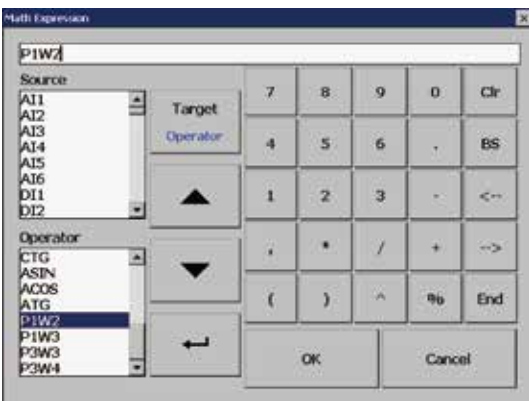 Math Expression
P1W2
Source
AI1
AI2
AI3
AI4
AI5
AI6
DI1
DI2
Target
Operator
Operator
CTG
ASIN
ACOS
ATG
P1W2
P1W3
P3W3
P3W4
7 8 9 0 Clr
4 5 6 . BS
1 2 3 - <--
, * / + -->
( ) ^ % End
OK Cancel